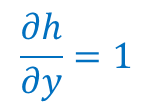 ∂h/∂y = 1